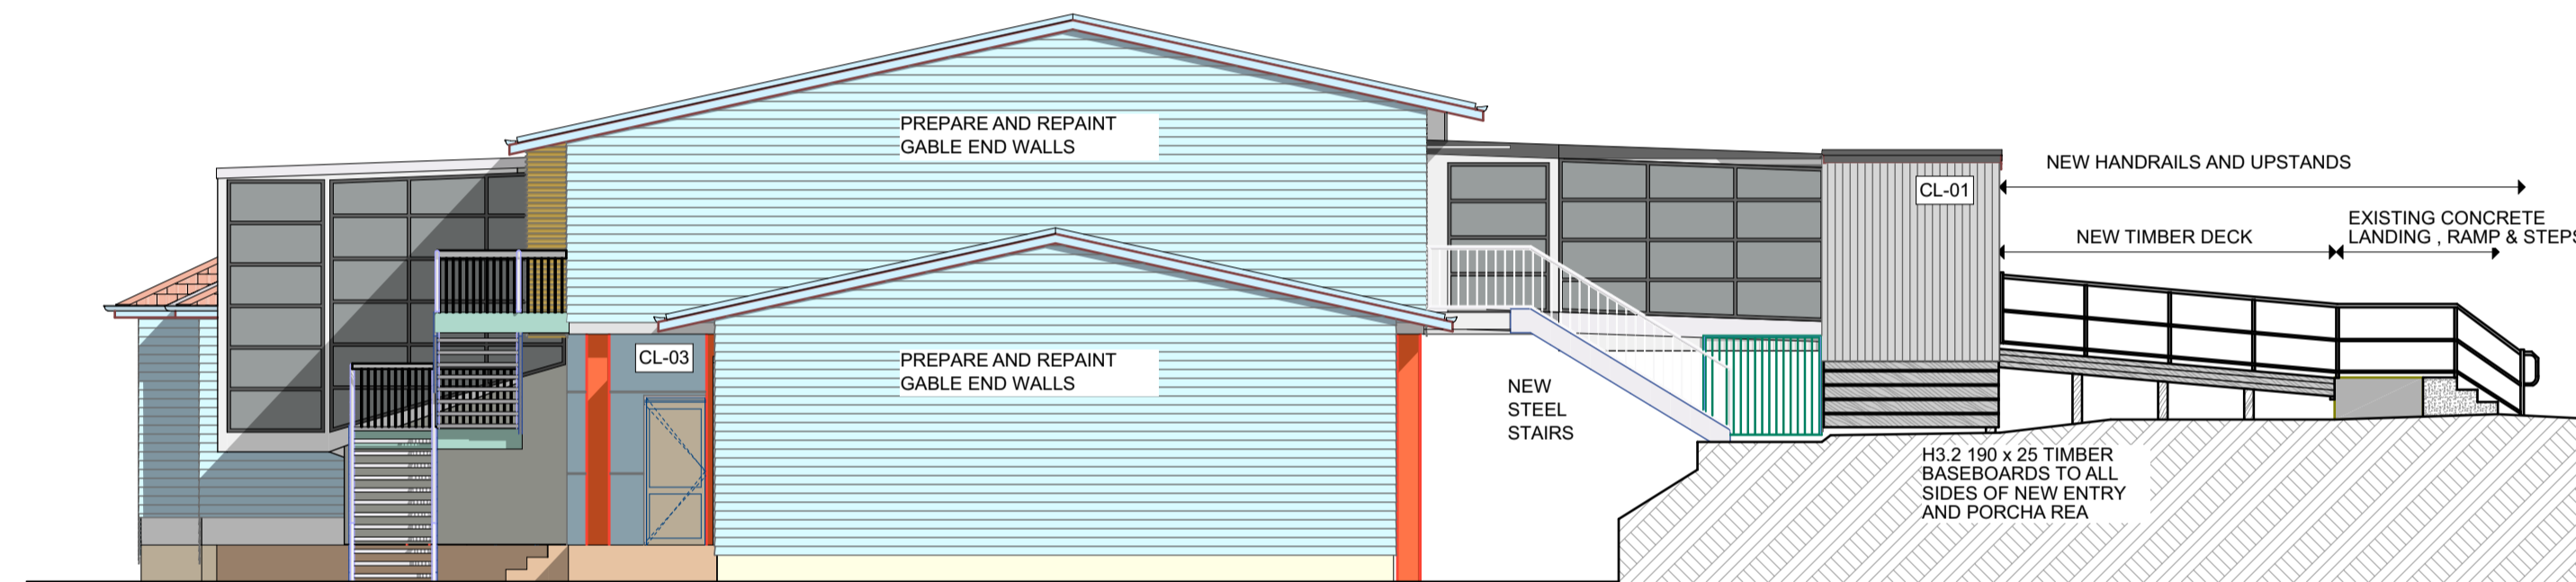 PREPARE AND REPAINT
GABLE END WALLS
CL-01
NEW HANDRAILS AND UPSTANDS
NEW TIMBER DECK
EXISTING CONCRETE
LANDING , RAMP & STEPS
CL-03
PREPARE AND REPAINT
GABLE END WALLS
NEW
STEEL
STAIRS
H3.2 190 x 25 TIMBER
BASEBOARDS TO ALL
SIDES OF NEW ENTRY
AND PORCHA REA